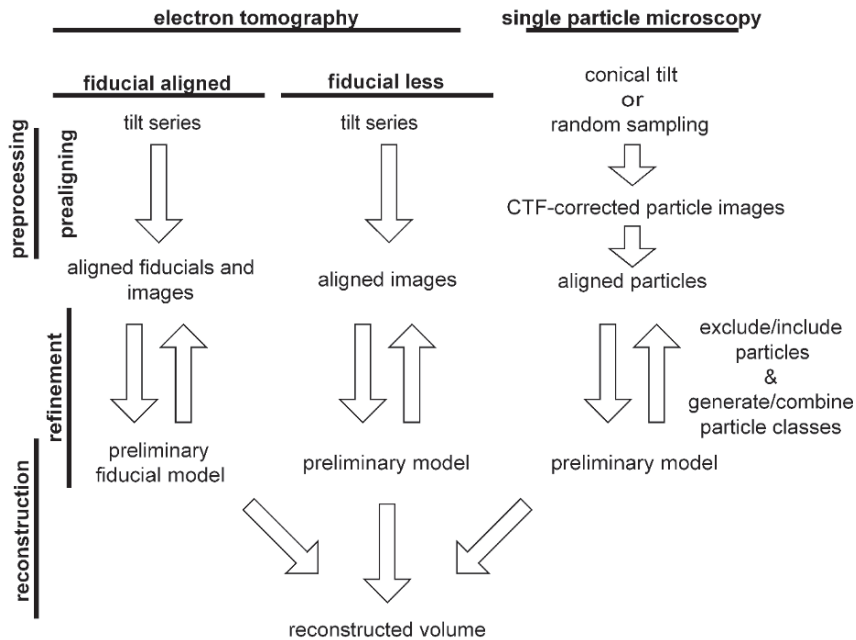 electron tomography
single particle microscopy
fiducial aligned
fiducial less
conical tilt
or
random sampling
tilt series
tilt series
preprocessing
prealigning
CTF-corrected particle images
aligned fiducials and
images
aligned images
aligned particles
refinement
exclude/include
particles
&
generate/combine
particle classes
preliminary
fiducial model
preliminary model
preliminary model
reconstruction
reconstructed volume